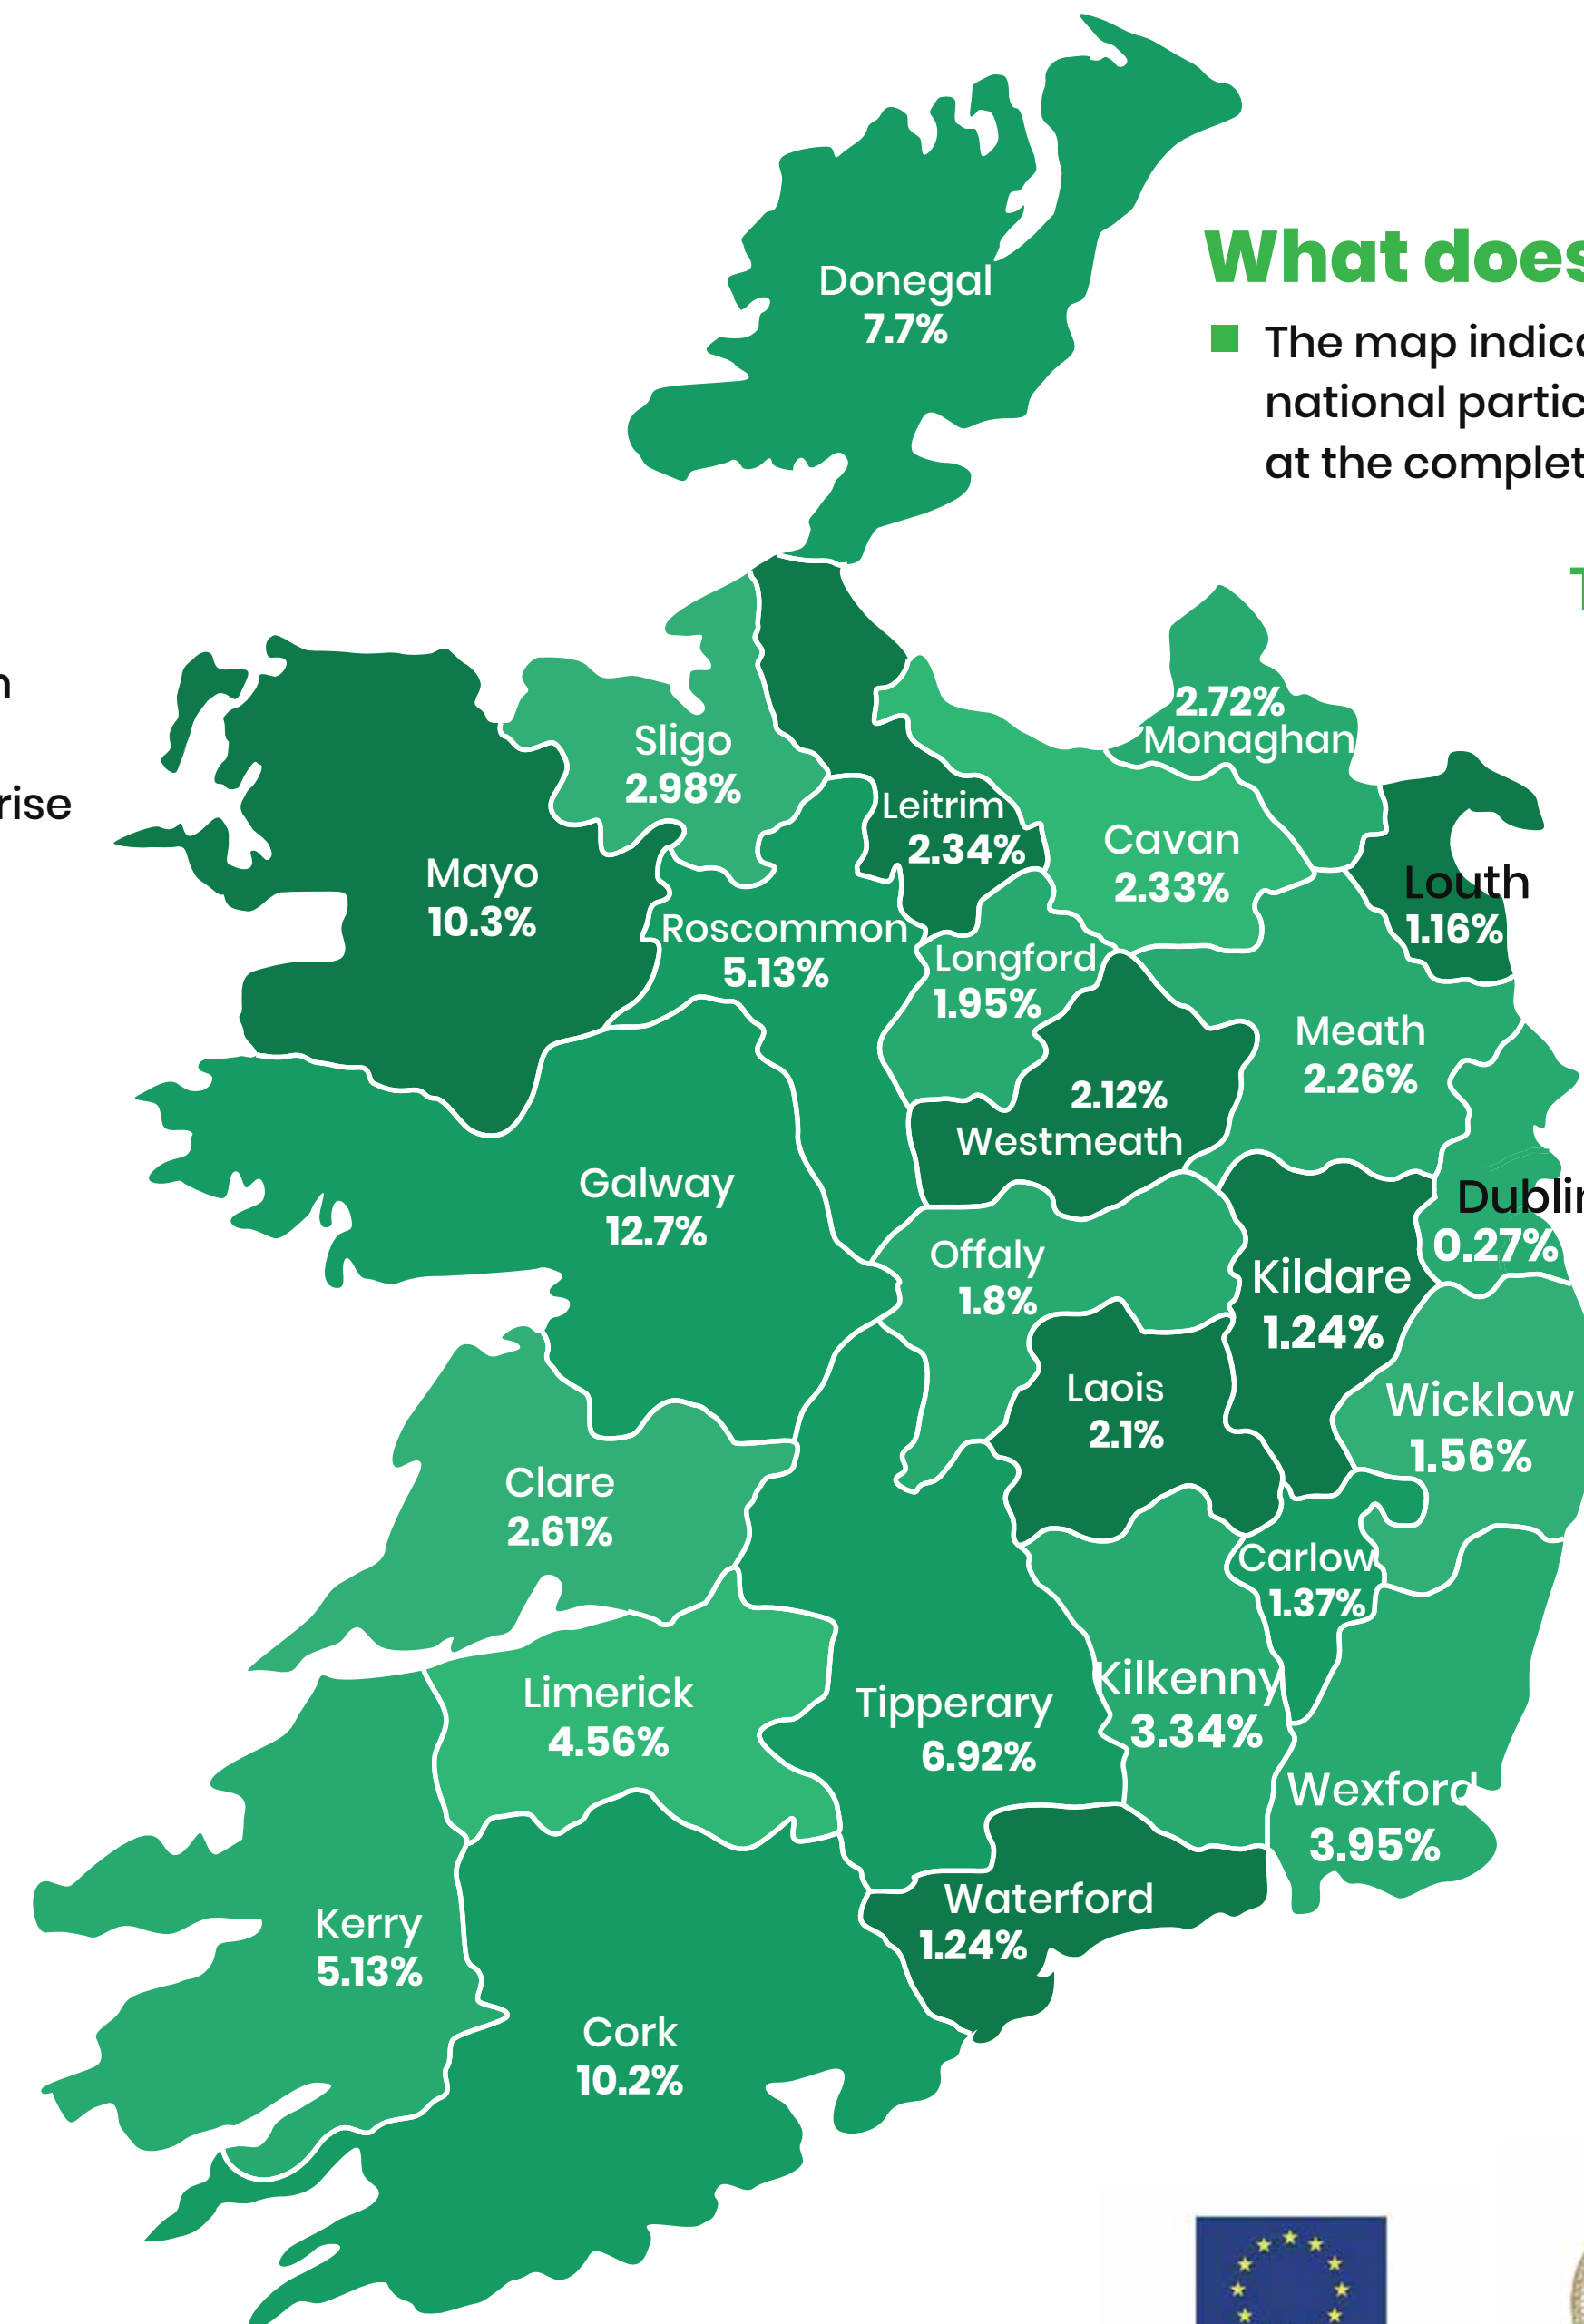 What does
The map indica
national partic
at the complet
n
rise
Donegal
7.7%
2.72%
Monaghan
Sligo
2.98%
Leitrim
2.34%
Cavan
2.33%
Mayo
10.3%
Louth
1.16%
Roscommon
5.13%
Longford
1.95%
Meath
2.26%
2.12%
Westmeath
Galway
12.7%
Dublin
0.27%
Offaly
1.8%
Kildare
1.24%
Laois
2.1%
Wicklow
1.56%
Clare
2.61%
Carlow
1.37%
Limerick
4.56%
Tipperary
6.92%
Kilkenny
3.34%
Wexford
3.95%
Waterford
1.24%
Kerry
5.13%
Cork
10.2%